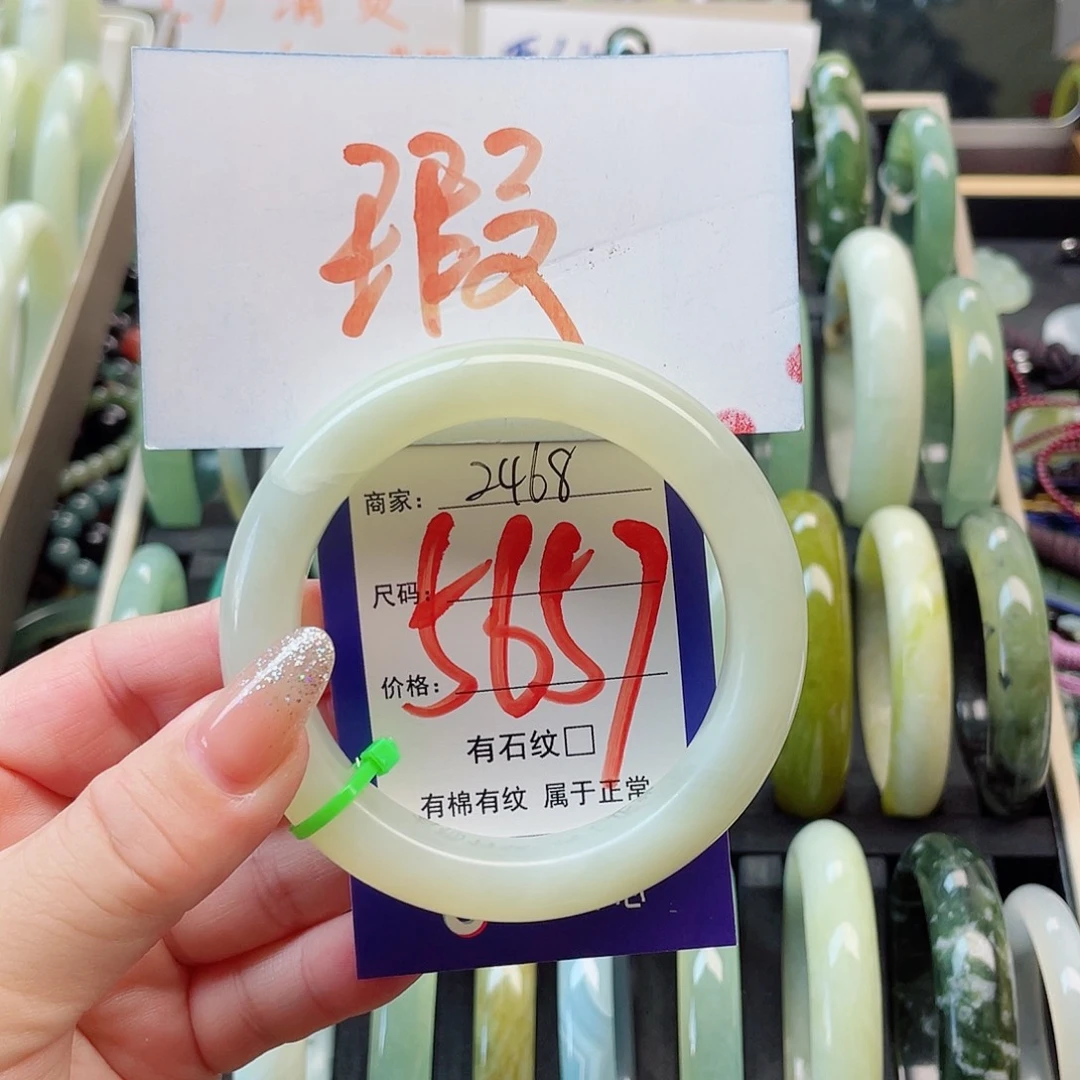 瑕
商家: 2468
尺码:
5657
价格:
有石纹□
有棉有纹 属于正常